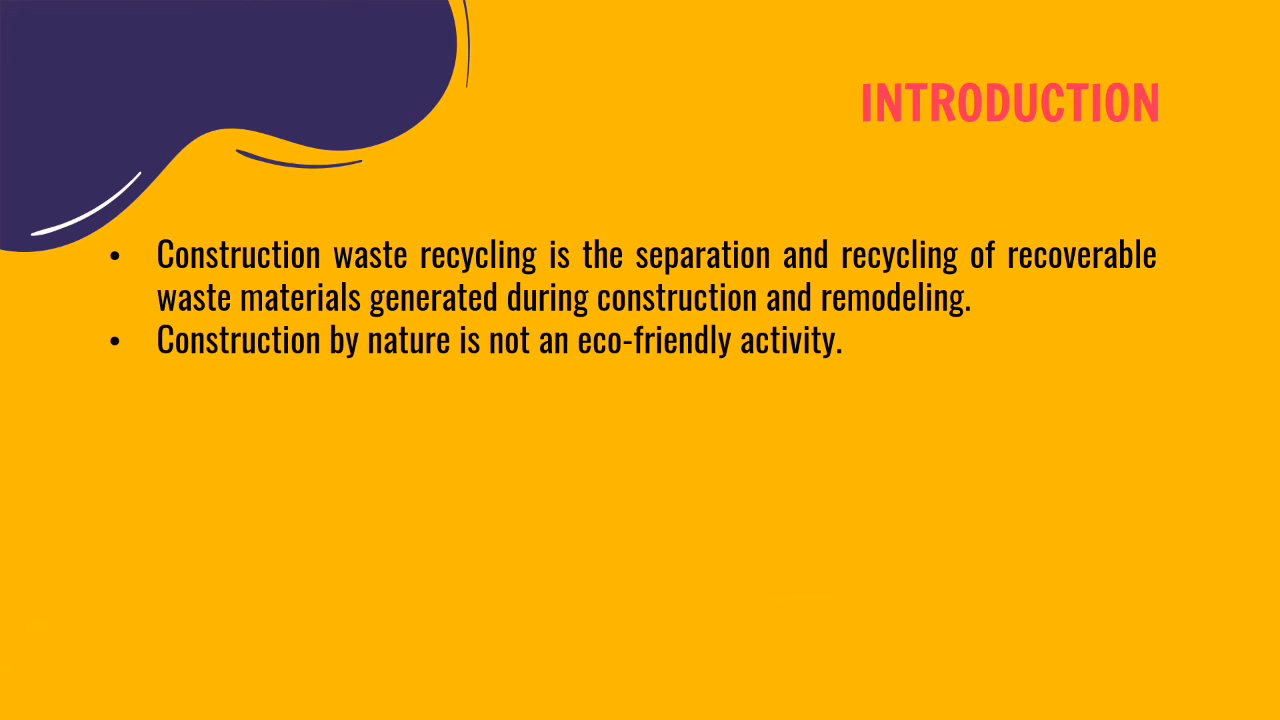 INTRODUCTION
• Construction waste recycling is the separation and recycling of recoverable
waste materials generated during construction and remodeling.
• Construction by nature is not an eco-friendly activity.